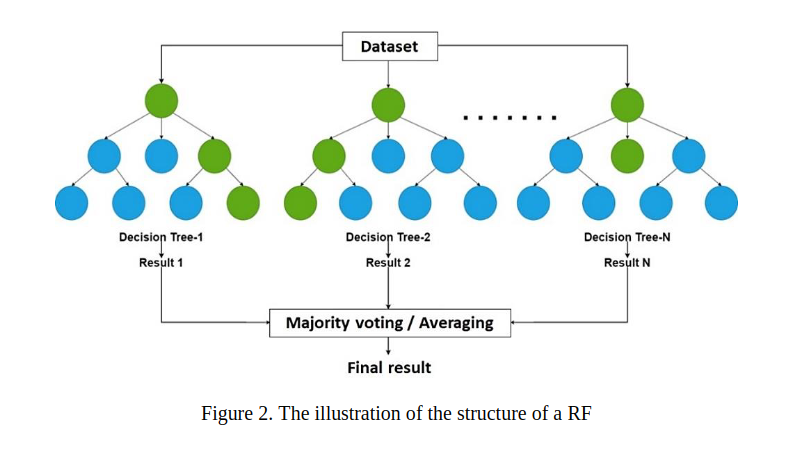 Dataset
Decision Tree-1
Decision Tree-2
Decision Tree-N
Result 1
Result 2
Result N
Majority voting / Averaging
Final result
Figure 2. The illustration of the structure of a RF